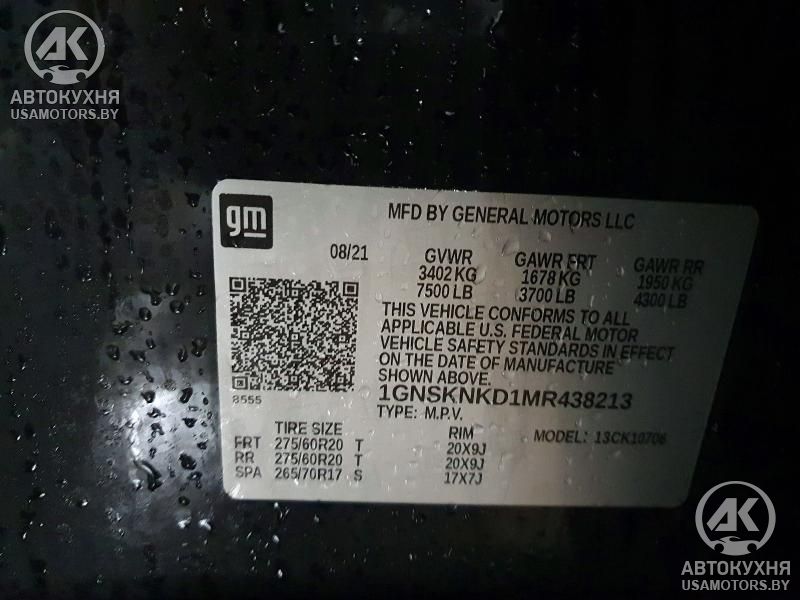 AK
АВТОКУХНЯ
USAMOTORS.BY
gm
MFD BY GENERAL MOTORS LLC
08/21
GVWR GAWR FRT GAWR RR
3402 KG 1678 KG 1950 KG
7500 LB 3700 LB 4300 LB
THIS VEHICLE CONFORMS TO ALL
APPLICABLE U.S. FEDERAL MOTOR
VEHICLE SAFETY STANDARDS IN EFFECT
ON THE DATE OF MANUFACTURE
SHOWN ABOVE.
8555
1GNSKNKD1MR438213
TYPE: M.P.V.
MODEL: 13CK10706
TIRE SIZE RIM
FRT 275/60R20 T 20X9J
RR 275/60R20 T 20X9J
SPA 265/70R17 S 17X7J
AK
АВТОКУХНЯ
USAMOTORS.BY